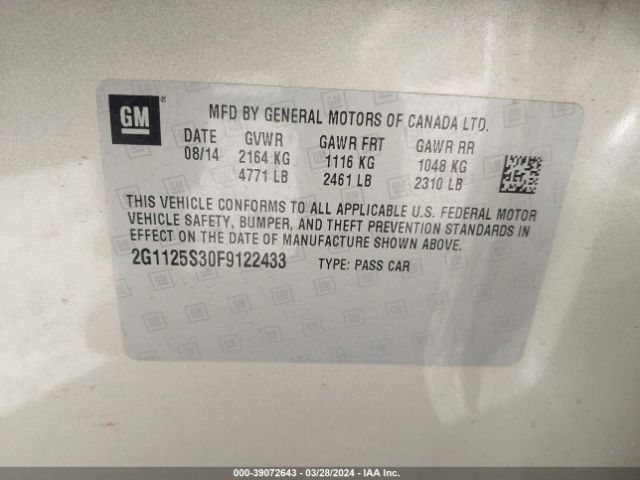 GM ®
MFD BY GENERAL MOTORS OF CANADA LTD.
DATE GVWR GAWR FRT GAWR RR
08/14 2164 KG 1116 KG 1048 KG
4771 LB 2461 LB 2310 LB
THIS VEHICLE CONFORMS TO ALL APPLICABLE U.S. FEDERAL MOTOR
VEHICLE SAFETY, BUMPER, AND THEFT PREVENTION STANDARDS IN
EFFECT ON THE DATE OF MANUFACTURE SHOWN ABOVE.
2G1125S30F9122433 TYPE: PASS CAR
000-39072643 / 03/28/2024 - IAA Inc.